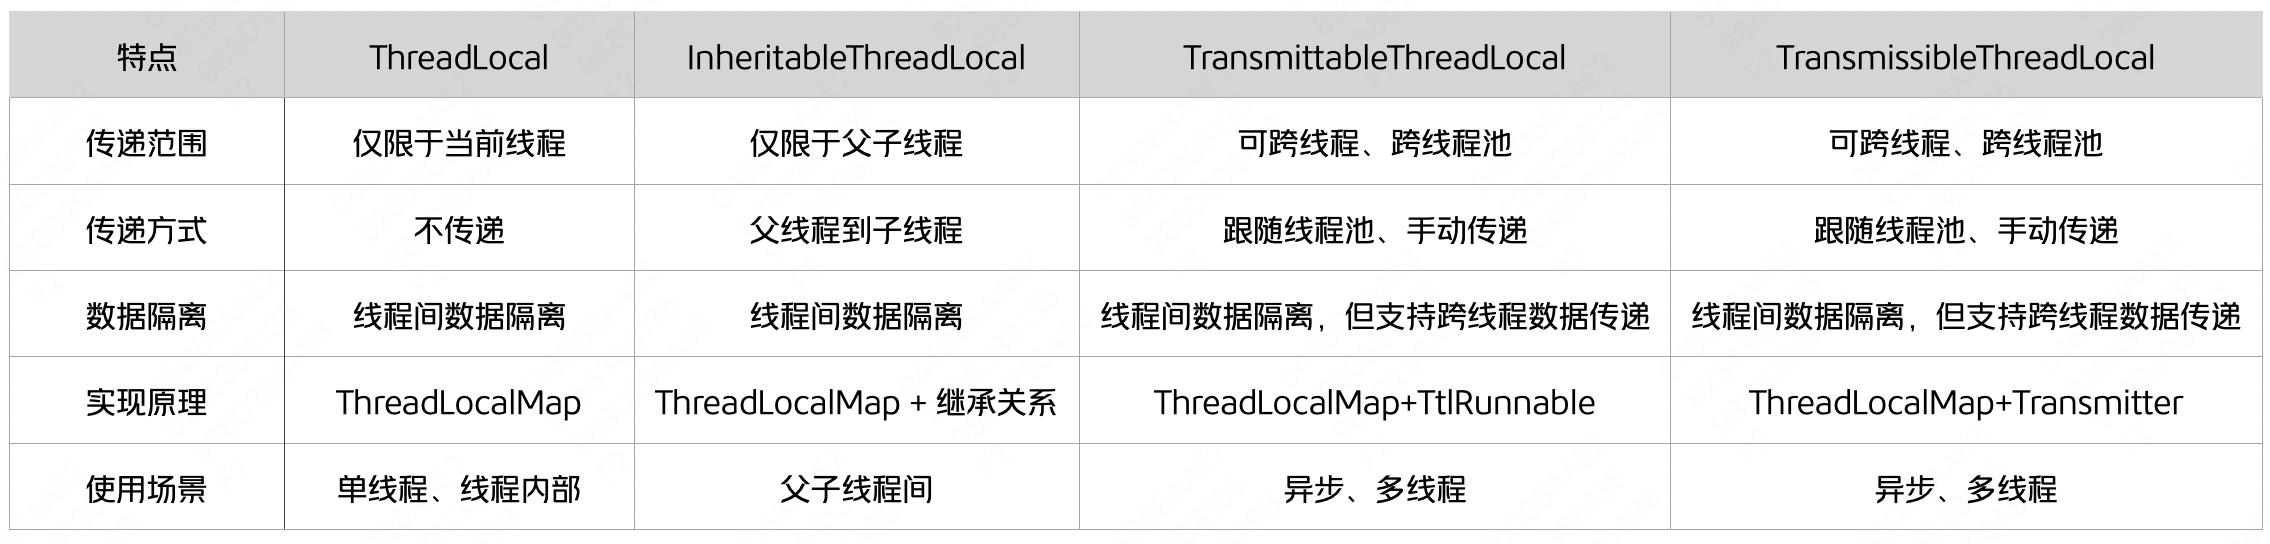 特点 ThreadLocal InheritableThreadLocal TransmittableThreadLocal TransmissibleThreadLocal
传递范围 仅限于当前线程 仅限于父子线程 可跨线程、跨线程池 可跨线程、跨线程池
传递方式 不传递 父线程到子线程 跟随线程池、手动传递 跟随线程池、手动传递
数据隔离 线程间数据隔离 线程间数据隔离 线程间数据隔离，但支持跨线程数据传递 线程间数据隔离，但支持跨线程数据传递
实现原理 ThreadLocalMap ThreadLocalMap + 继承关系 ThreadLocalMap+TtlRunnable ThreadLocalMap+Transmitter
使用场景 单线程、线程内部 父子线程间 异步、多线程 异步、多线程